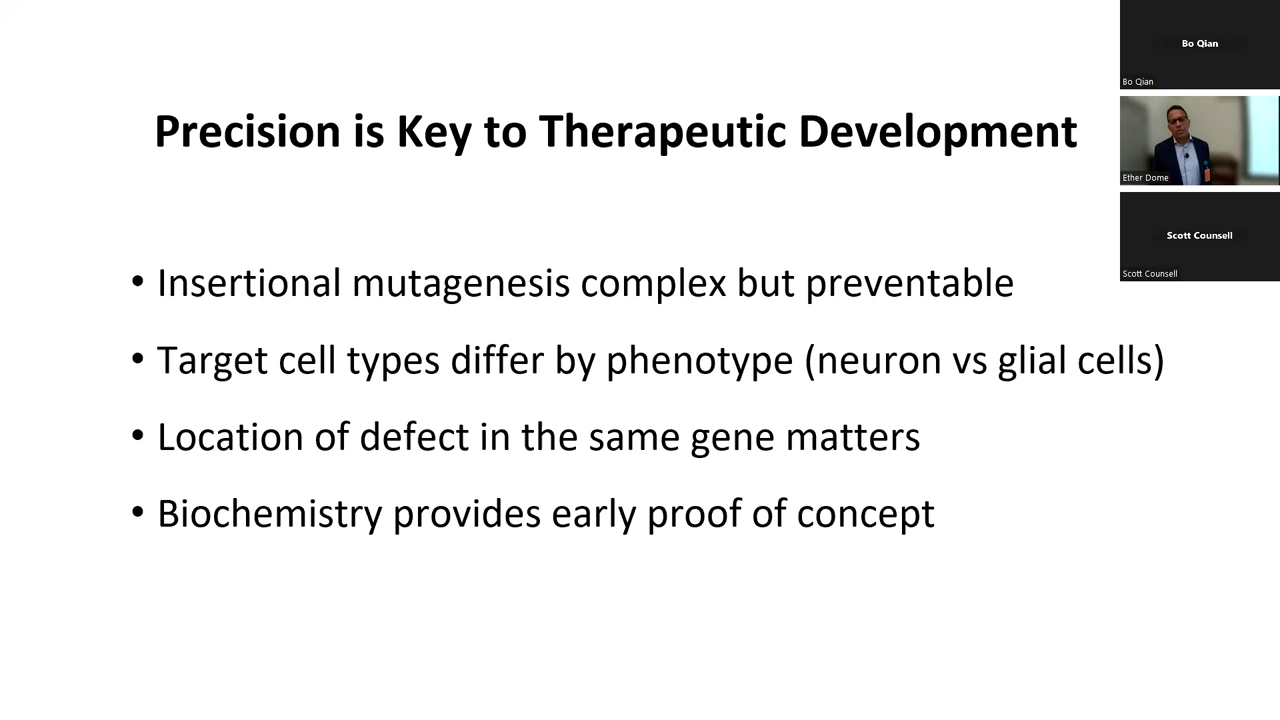 Precision is Key to Therapeutic Development
• Insertional mutagenesis complex but preventable
• Target cell types differ by phenotype (neuron vs glial cells)
• Location of defect in the same gene matters
• Biochemistry provides early proof of concept
Bo Qian
Bo Qian
Ether Dome
Scott Counsell
Scott Counsell